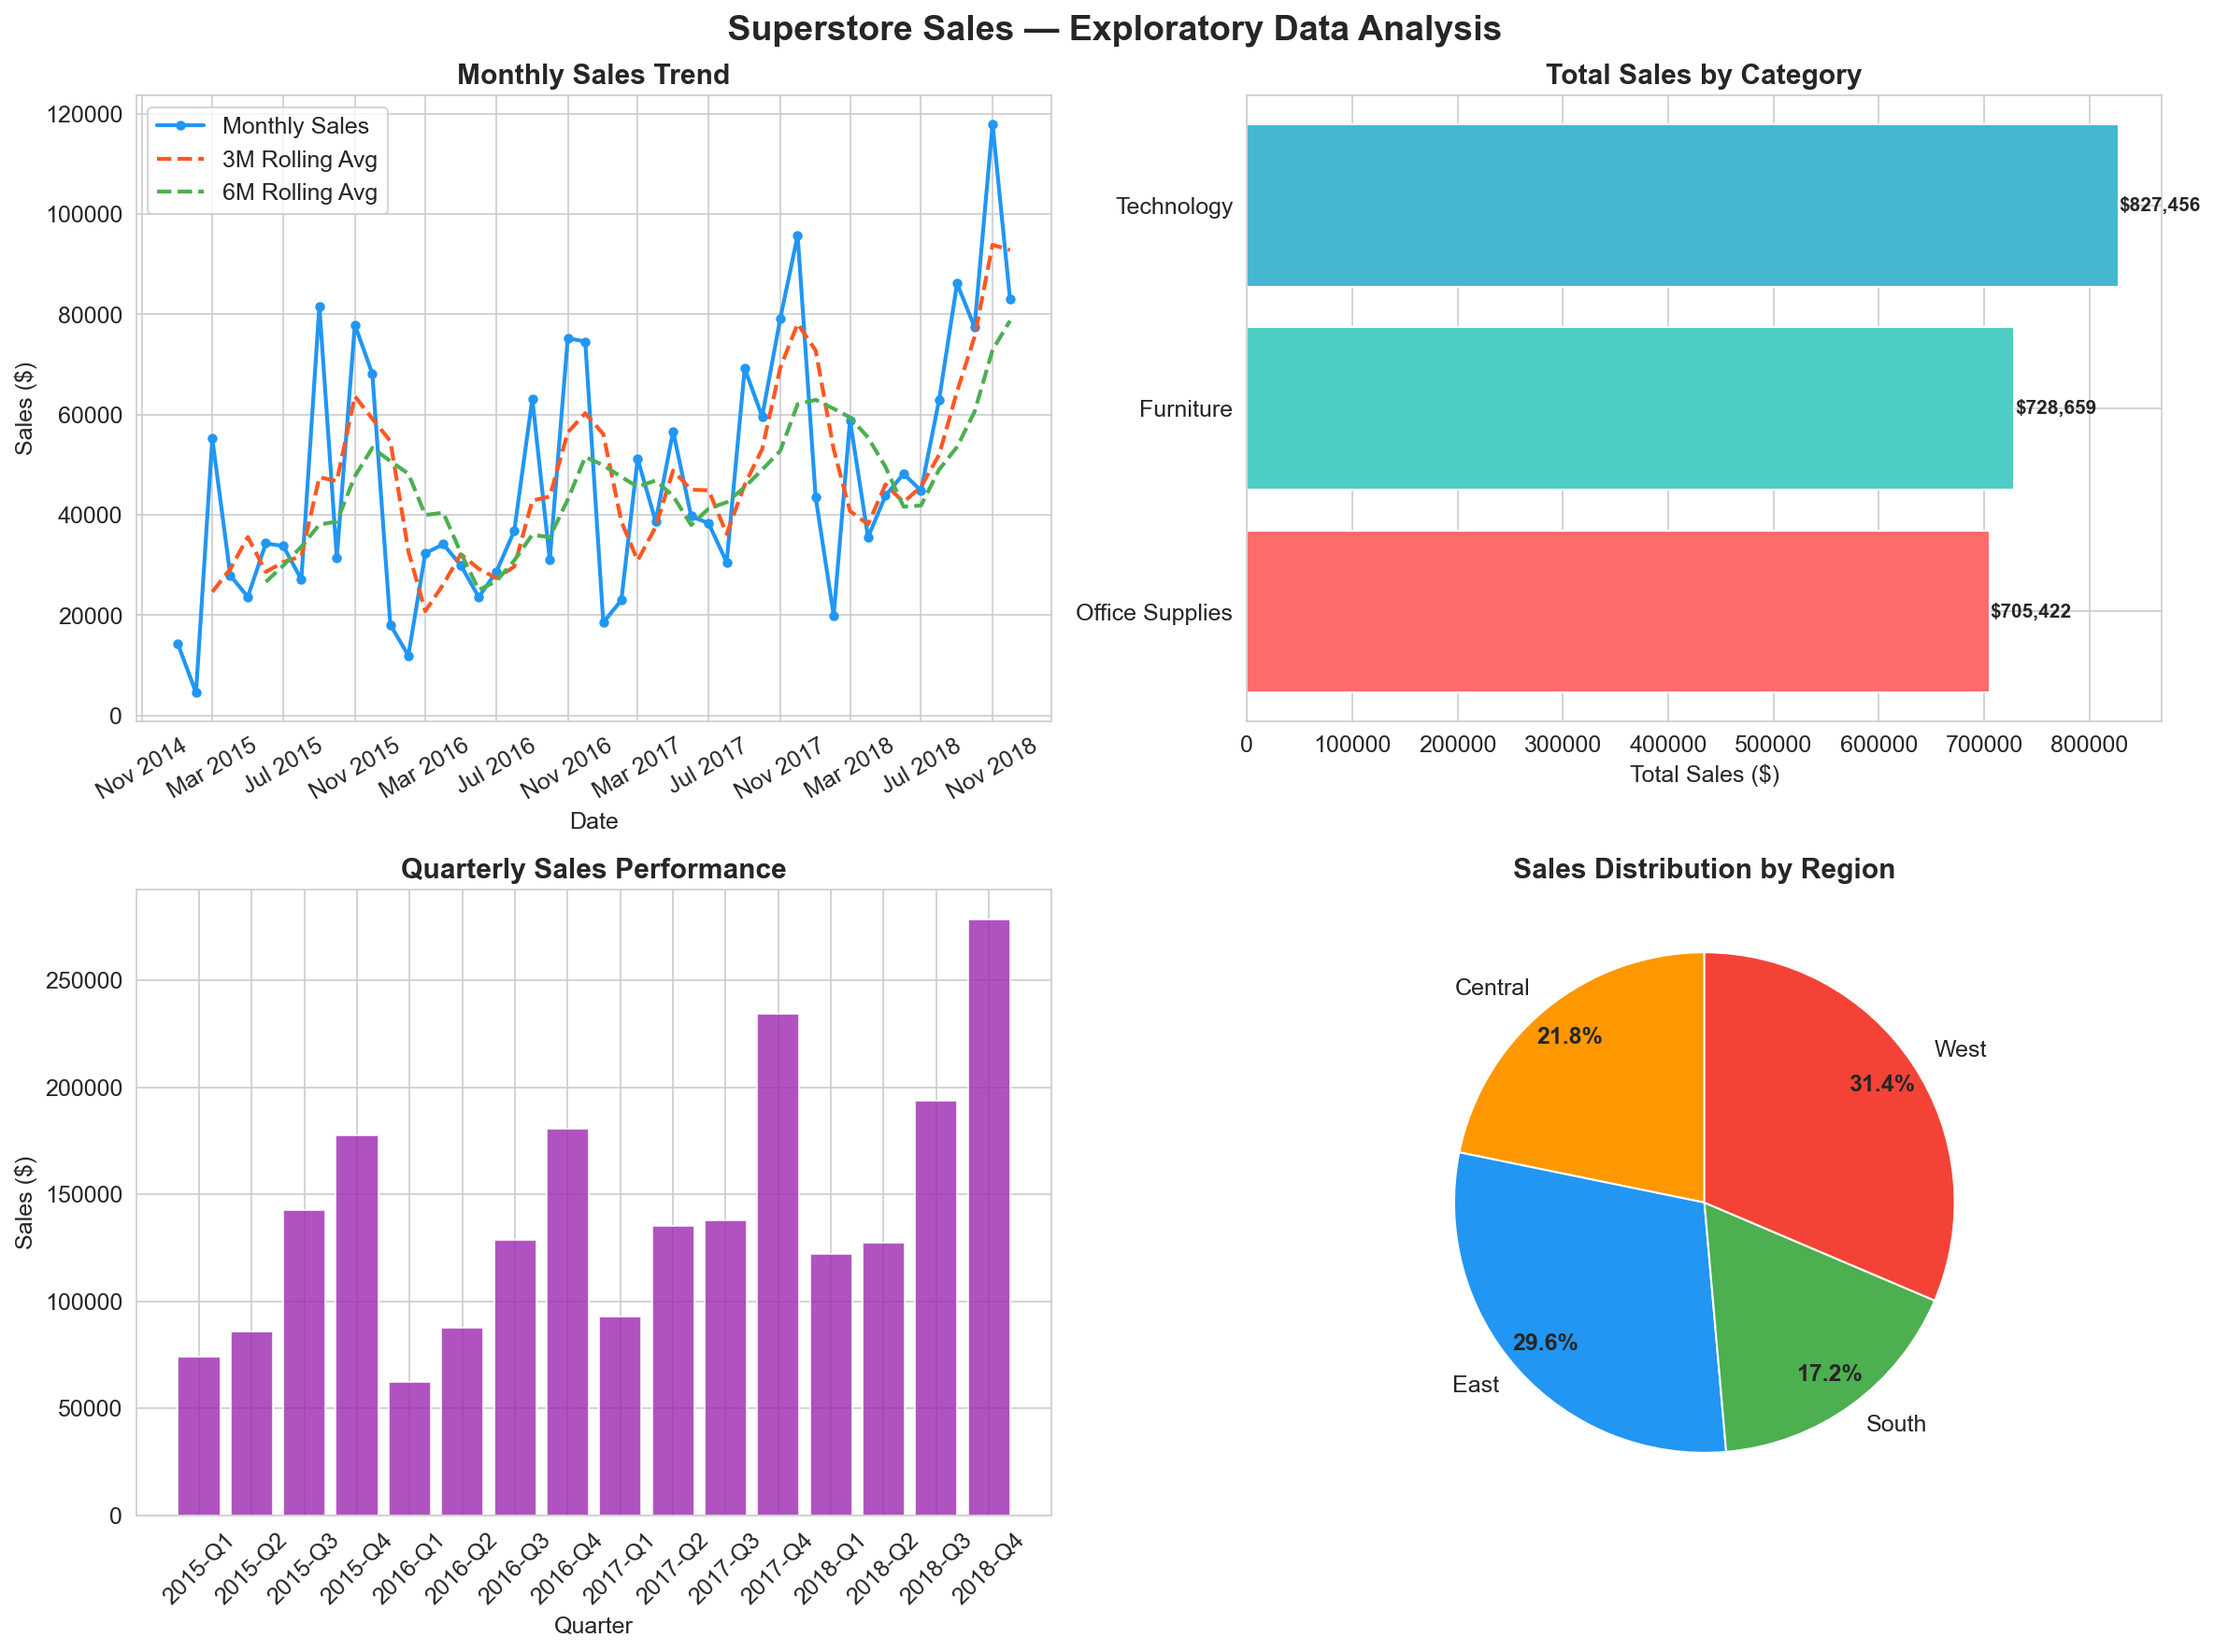 Superstore Sales — Exploratory Data Analysis
Monthly Sales Trend
Monthly Sales
3M Rolling Avg
6M Rolling Avg
Sales ($)
120000
100000
80000
60000
40000
20000
0
Nov 2014
Mar 2015
Jul 2015
Nov 2015
Mar 2016
Jul 2016
Nov 2016
Mar 2017
Jul 2017
Nov 2017
Mar 2018
Jul 2018
Nov 2018
Date
Total Sales by Category
Technology
$827,456
Furniture
$728,659
Office Supplies
$705,422
0
100000
200000
300000
400000
500000
600000
700000
800000
Total Sales ($)
Quarterly Sales Performance
Sales ($)
250000
200000
150000
100000
50000
0
2015-Q1
2015-Q2
2015-Q3
2015-Q4
2016-Q1
2016-Q2
2016-Q3
2016-Q4
2017-Q1
2017-Q2
2017-Q3
2017-Q4
2018-Q1
2018-Q2
2018-Q3
2018-Q4
Quarter
Sales Distribution by Region
Central
21.8%
West
31.4%
East
29.6%
South
17.2%